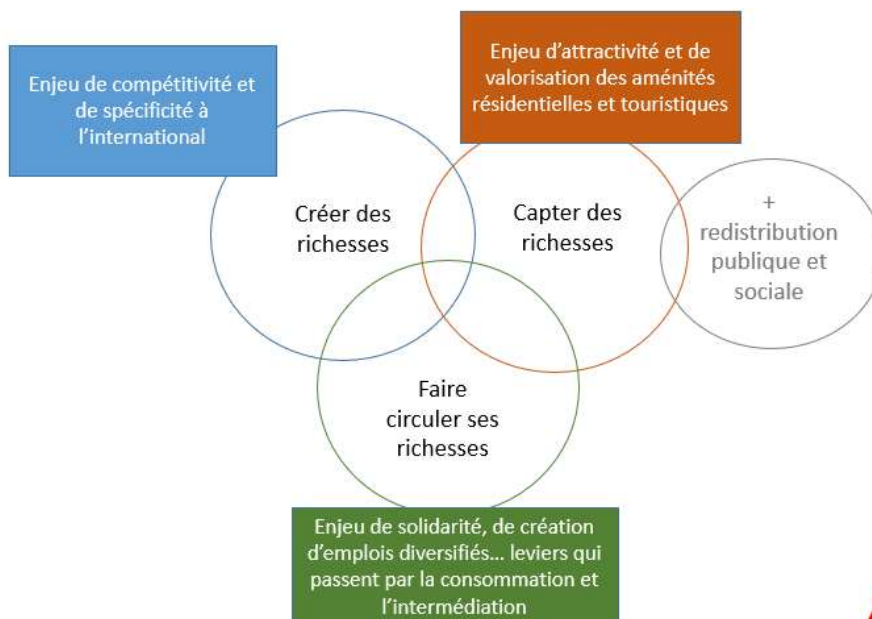 Enjeu de compétitivité et
de spécificité à
l'international
Enjeu d'attractivité et de
valorisation des aménités
résidentielles et touristiques
Créer des
richesses
Capter des
richesses
+
redistribution
publique et
sociale
Faire
circuler ses
richesses
Enjeu de solidarité, de création
d'emplois diversifiés... leviers qui
passent par la consommation et
l'intermédiation